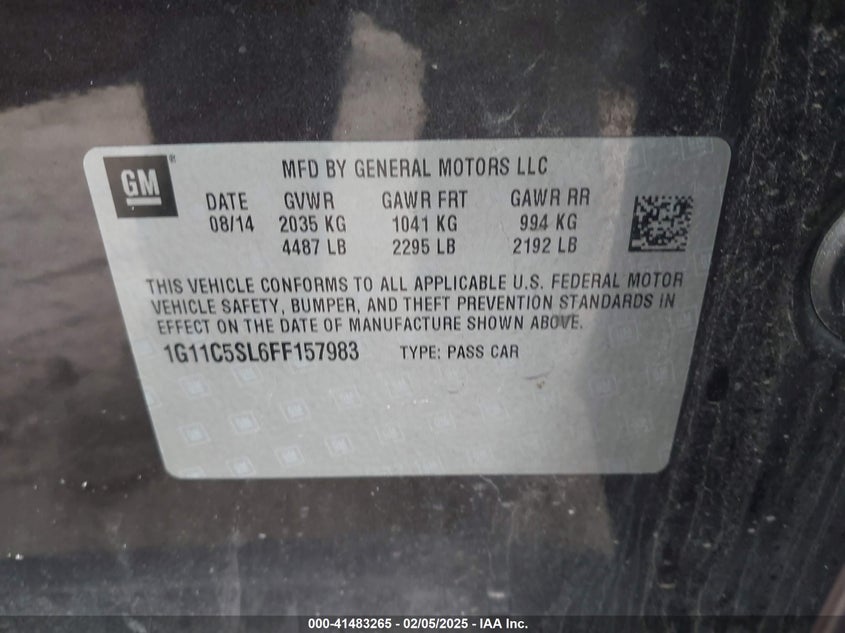 GM ®
MFD BY GENERAL MOTORS LLC
DATE GVWR GAWR FRT GAWR RR
08/14 2035 KG 1041 KG 994 KG
4487 LB 2295 LB 2192 LB
THIS VEHICLE CONFORMS TO ALL APPLICABLE U.S. FEDERAL MOTOR
VEHICLE SAFETY, BUMPER, AND THEFT PREVENTION STANDARDS IN
EFFECT ON THE DATE OF MANUFACTURE SHOWN ABOVE.
1G11C5SL6FF157983 TYPE: PASS CAR
000-41483265 - 02/05/2025 - IAA Inc.